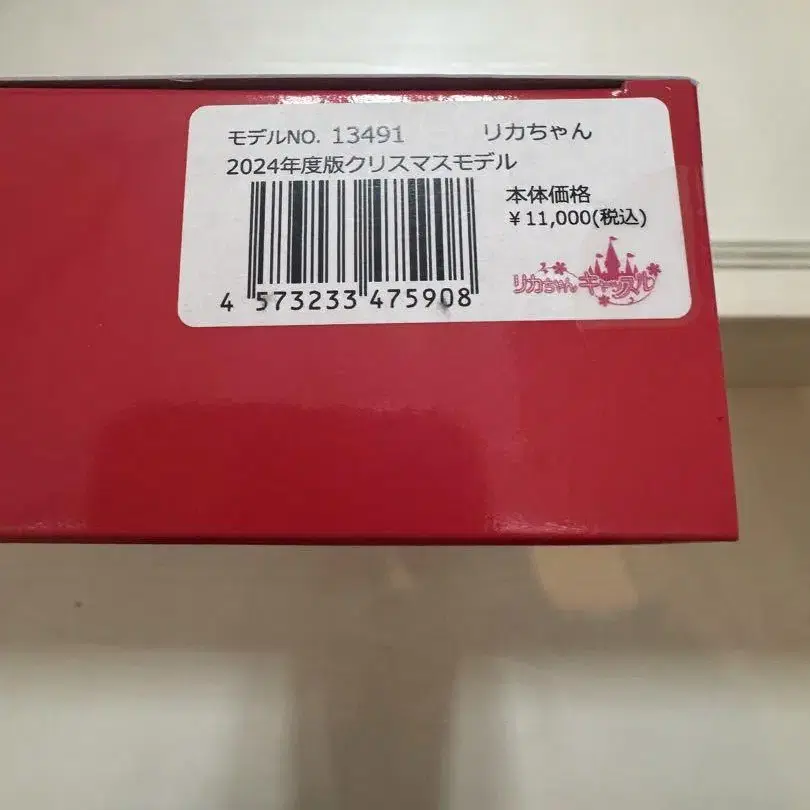 モデルNO. 13491 リカちゃん
2024年度版クリスマスモデル
本体価格
￥11,000(税込)
4 573233 475908
リカちゃん キャッスル